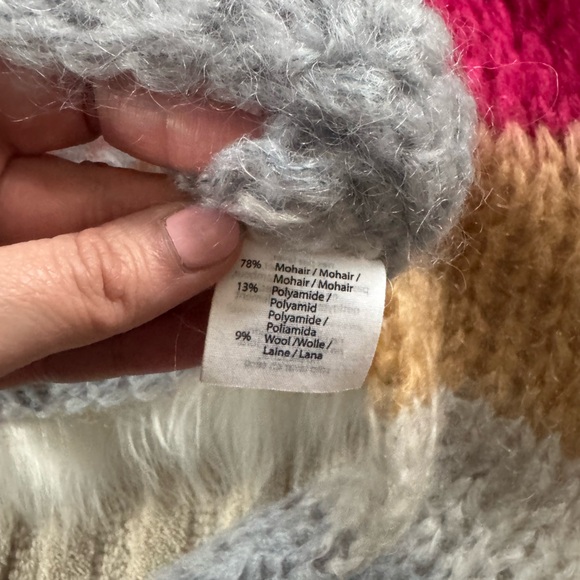 78% Mohair / Mohair /
Mohair / Mohair
13% Polyamide /
Polyamid
Polyamide /
Poliamida
9% Wool / Wolle /
Laine / Lana